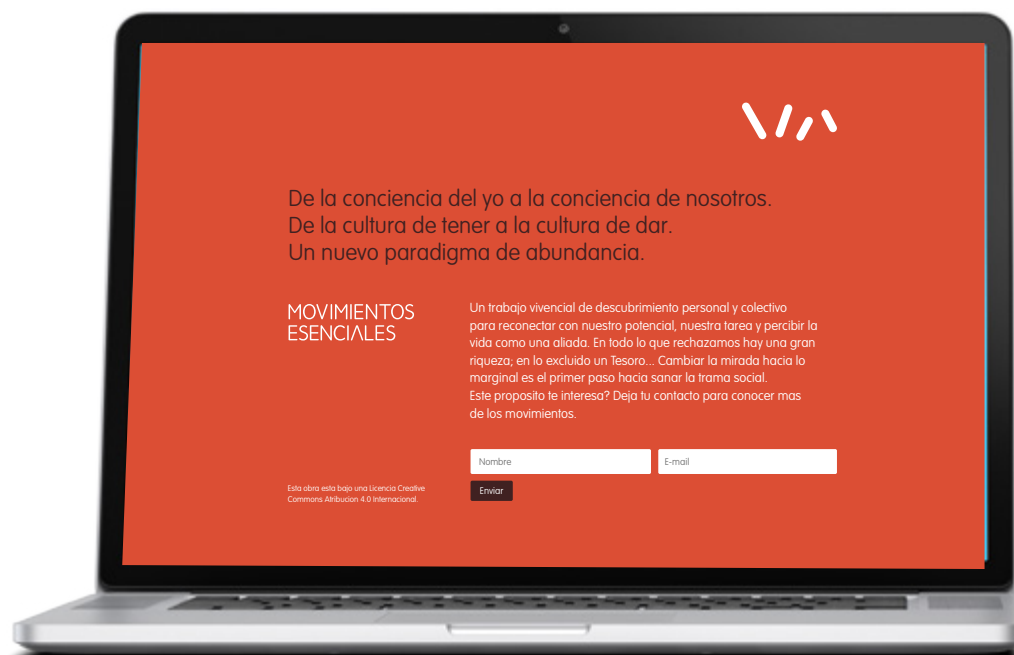 De la conciencia del yo a la conciencia de nosotros.
De la cultura de tener a la cultura de dar.
Un nuevo paradigma de abundancia.
MOVIMIENTOS
ESENCIALES
Un trabajo vivencial de descubrimiento personal y colectivo
para reconectar con nuestro potencial, nuestra tarea y percibir la
vida como una aliada. En todo lo que rechazamos hay una gran
riqueza; en lo excluido un Tesoro... Cambiar la mirada hacia lo
marginal es el primer paso hacia sanar la trama social.
Este proposito te interesa? Deja tu contacto para conocer mas
de los movimientos.
Nombre
E-mail
Enviar
Esta obra esta bajo una Licencia Creative
Commons Atribucion 4.0 Internacional.